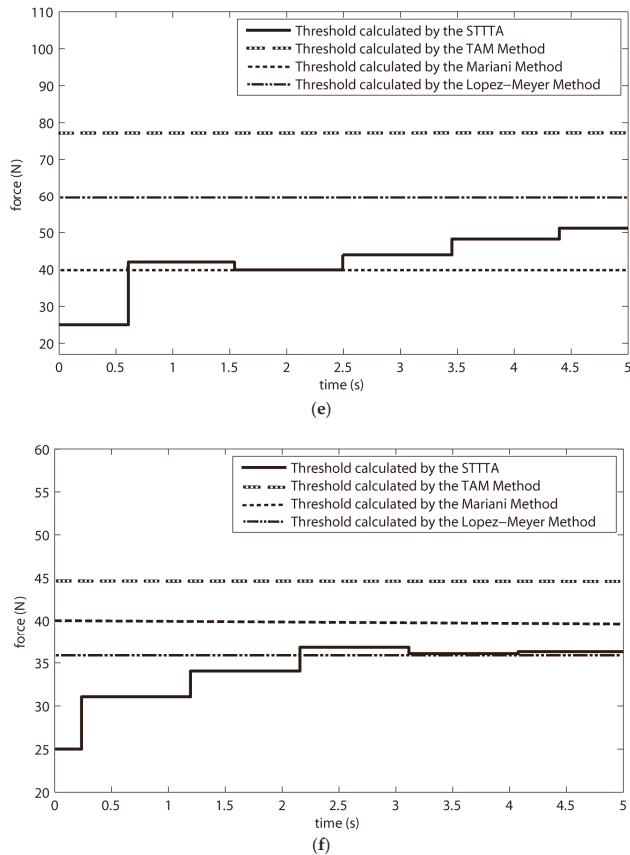 110
100
90
80
70
60
50
40
30
20
force (N)
Threshold calculated by the STTTA
Threshold calculated by the TAM Method
Threshold calculated by the Mariani Method
Threshold calculated by the Lopez−Meyer Method
0 0.5 1 1.5 2 2.5 3 3.5 4 4.5 5
time (s)
(e)
60
55
50
45
40
35
30
25
20
force (N)
Threshold calculated by the STTTA
Threshold calculated by the TAM Method
Threshold calculated by the Mariani Method
Threshold calculated by the Lopez−Meyer Method
0 0.5 1 1.5 2 2.5 3 3.5 4 4.5 5
time (s)
(f)